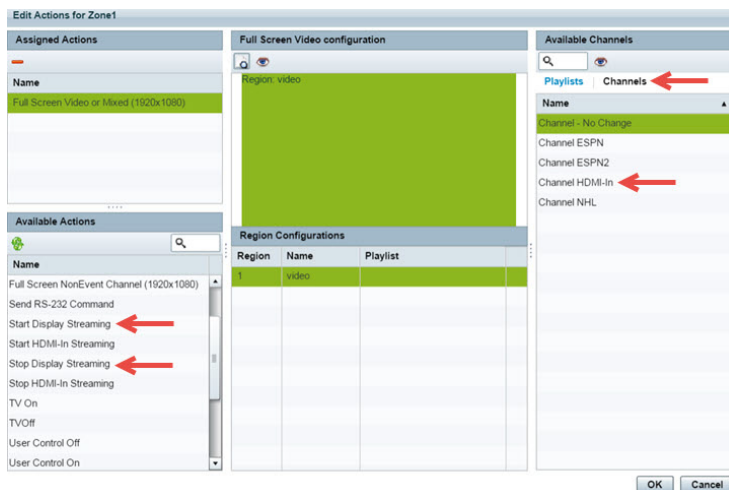 Edit Actions for Zone1
Assigned Actions
Name
Full Screen Video or Mixed (1920x1080)
Available Actions
Name
Full Screen NonEvent Channel (1920x1080)
Send RS-232 Command
Start Display Streaming
Start HDMI-In Streaming
Stop Display Streaming
Stop HDMI-In Streaming
TV On
TVOff
User Control Off
User Control On
Full Screen Video configuration
Region: video
Region Configurations
Region Name Playlist
1 video
Available Channels
Playlists Channels
Name
Channel - No Change
Channel ESPN
Channel ESPN2
Channel HDMI-In
Channel NHL
OK Cancel